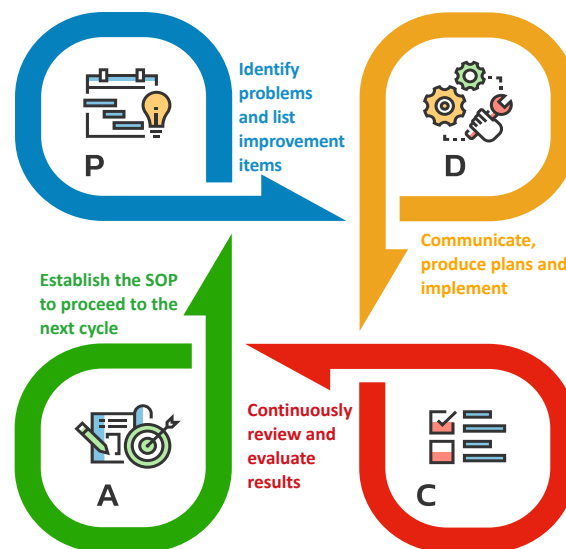 P
Identify
problems
and list
improvement
items
D
Communicate,
produce plans and
implement
Establish the SOP
to proceed to the
next cycle
A
Continuously
review and
evaluate
results
C